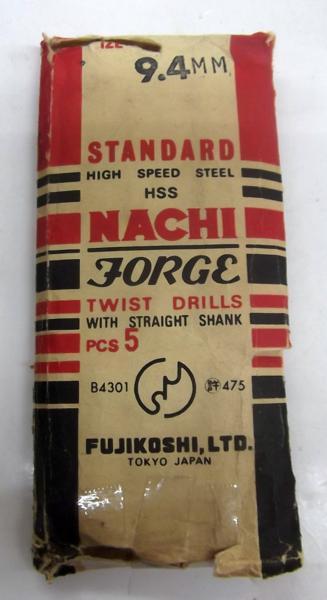 9.4MM
STANDARD
HIGH SPEED STEEL
HSS
NACHI
FORGE
TWIST DRILLS
WITH STRAIGHT SHANK
PCS 5
B4301 許 475
FUJIKOSHI, LTD.
TOKYO JAPAN